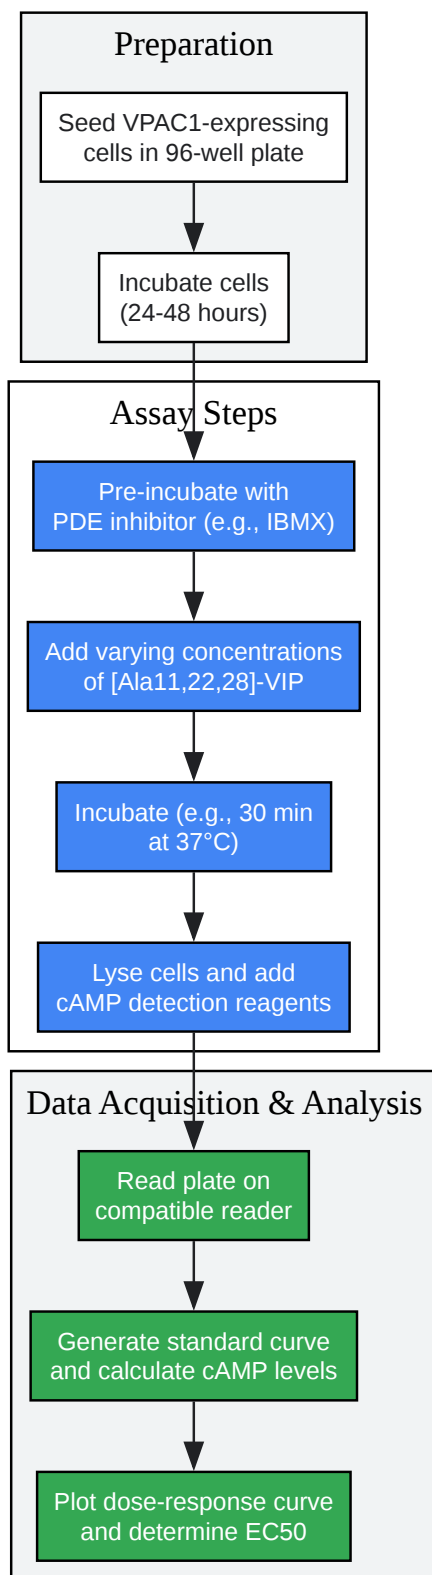 Preparation
Seed VPAC1-expressing
cells in 96-well plate
Incubate cells
(24-48 hours)
Assay Steps
Pre-incubate with
PDE inhibitor (e.g., IBMX)
Add varying concentrations
of [Ala11,22,28]-VIP
Incubate (e.g., 30 min
at 37°C)
Lyse cells and add
cAMP detection reagents
Data Acquisition & Analysis
Read plate on
compatible reader
Generate standard curve
and calculate cAMP levels
Plot dose-response curve
and determine EC50